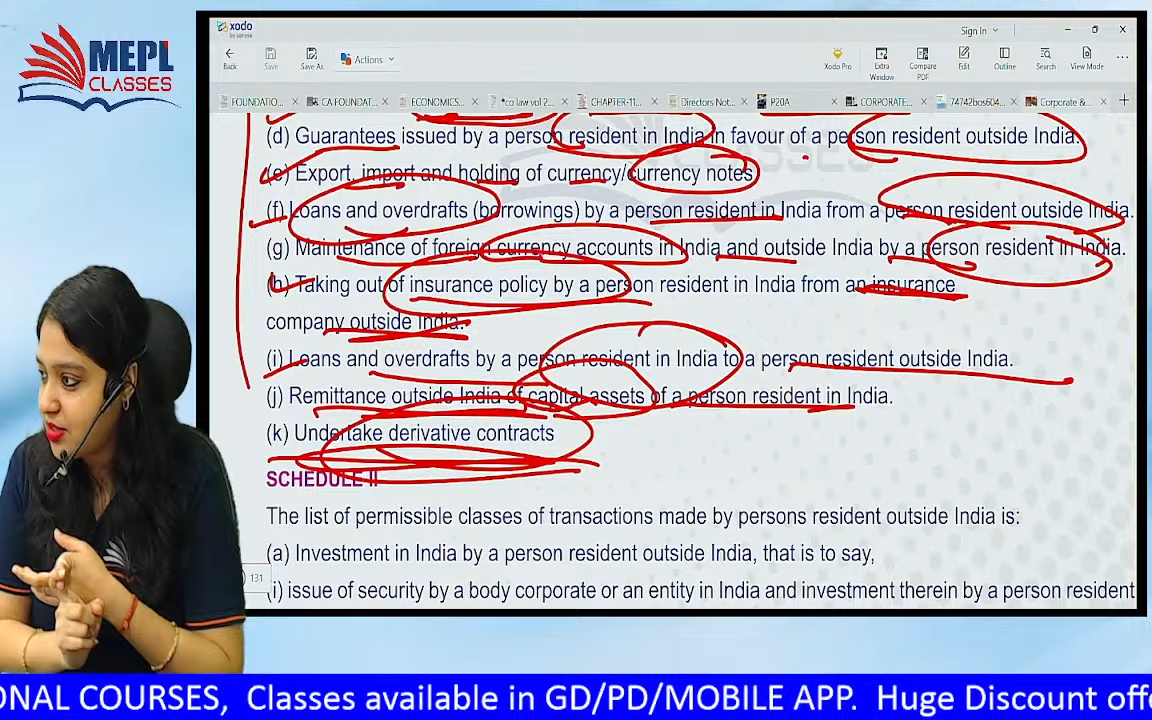 MEPL
CLASSES
xodo
by apryse
Sign In
Back
Save
Save As
Actions
Xodo Pro
Extra Window
Compare PDF
Edit
Outline
Search
View Mode
FOUNDATIO...
CA FOUNDAT...
ECONOMICS...
*co law vol 2...
CHAPTER-11...
Directors Not...
P20A
CORPORATE...
74742bos604...
Corporate &...
(d) Guarantees issued by a person resident in India in favour of a person resident outside India.
(e) Export, import and holding of currency/currency notes
(f) Loans and overdrafts (borrowings) by a person resident in India from a person resident outside India.
(g) Maintenance of foreign currency accounts in India and outside India by a person resident in India.
(h) Taking out of insurance policy by a person resident in India from an insurance
company outside India.
(i) Loans and overdrafts by a person resident in India to a person resident outside India.
(j) Remittance outside India of capital assets of a person resident in India.
(k) Undertake derivative contracts
SCHEDULE II
The list of permissible classes of transactions made by persons resident outside India is:
(a) Investment in India by a person resident outside India, that is to say,
131
(i) issue of security by a body corporate or an entity in India and investment therein by a person resident
ONAL COURSES, Classes available in GD/PD/MOBILE APP. Huge Discount offe